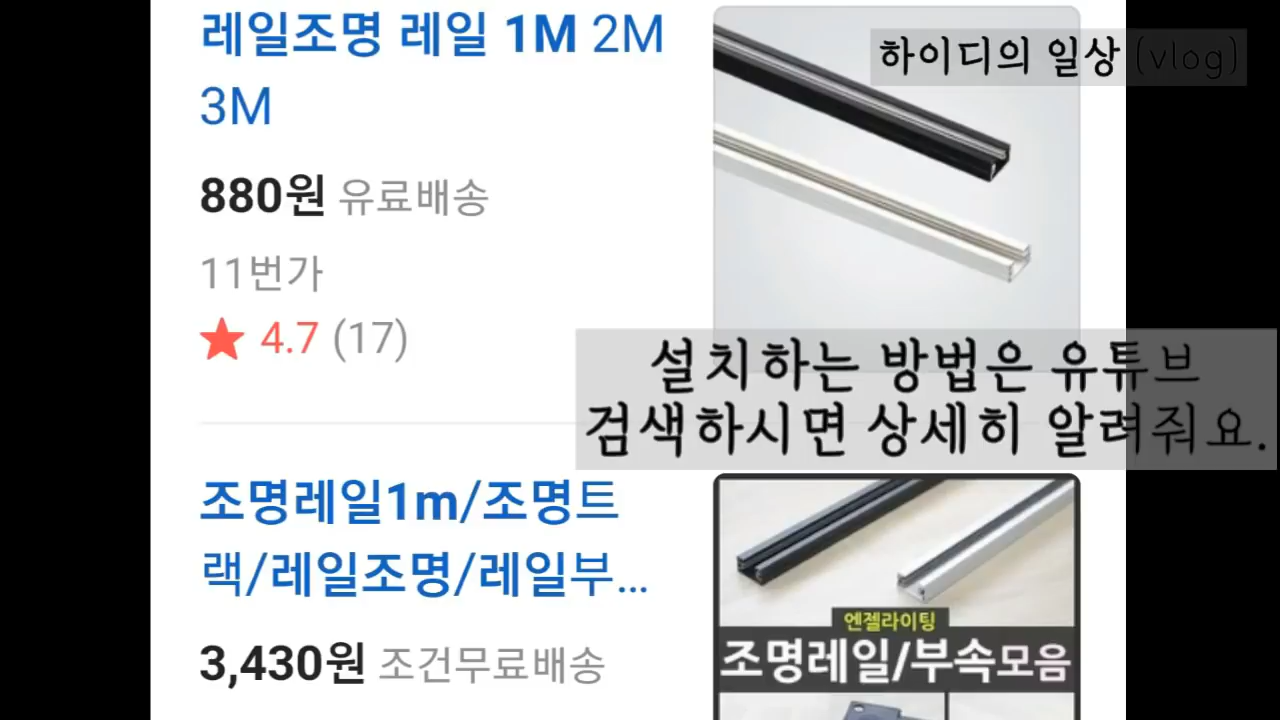 레일조명 레일 1M 2M
3M
880원 유료배송
11번가
4.7 (17)
하이디의 일상 (vlog)
설치하는 방법은 유튜브
검색하시면 상세히 알려줘요.
조명레일1m/조명트
랙/레일조명/레일부...
3,430원 조건무료배송
엔젤라이팅
조명레일/부속모음